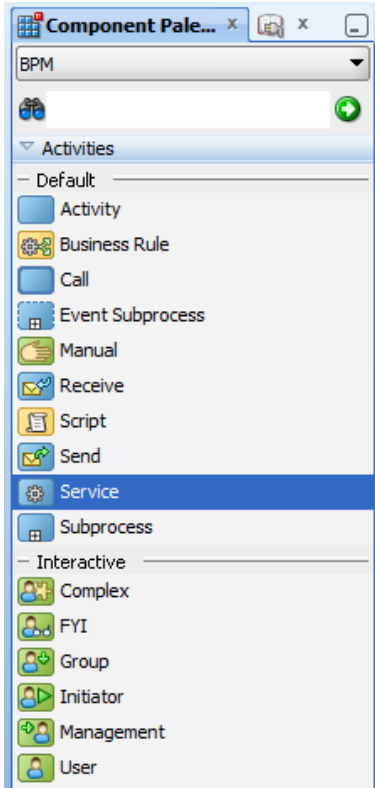 Component Pale...
BPM
Activities
Default
Activity
Business Rule
Call
Event Subprocess
Manual
Receive
Script
Send
Service
Subprocess
Interactive
Complex
FYI
Group
Initiator
Management
User